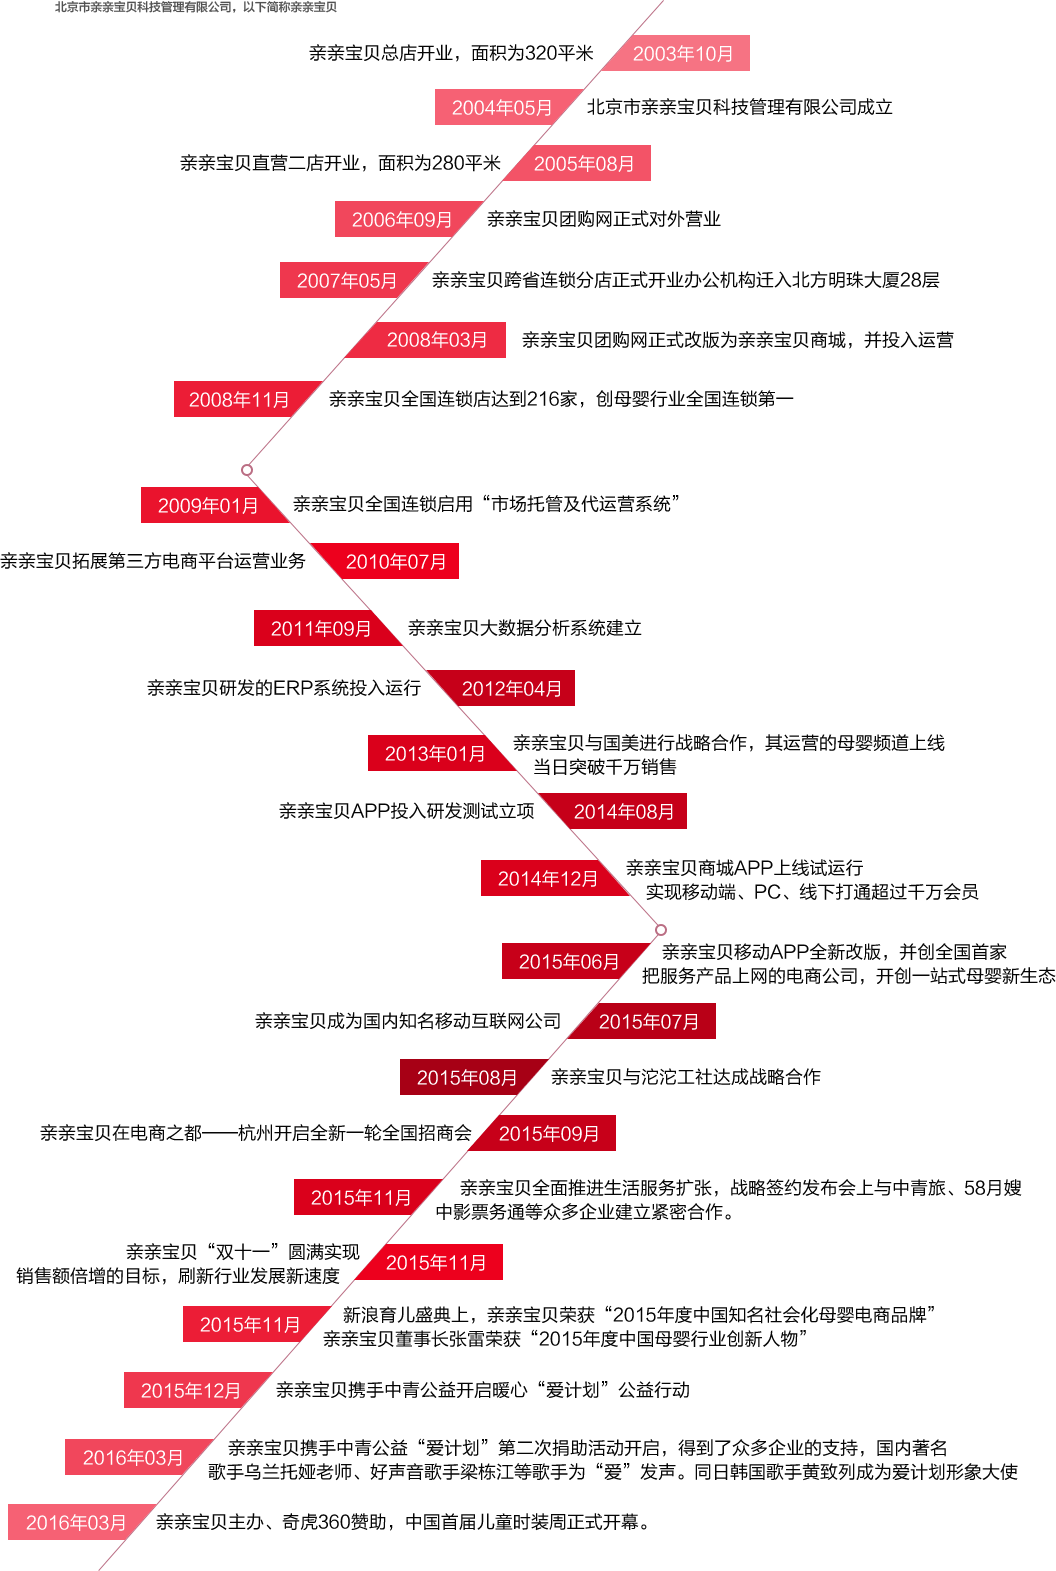 北京市亲亲宝贝科技管理有限公司，以下简称亲亲宝贝
亲亲宝贝总店开业，面积为320平米
2003年10月
2004年05月
北京市亲亲宝贝科技管理有限公司成立
亲亲宝贝直营二店开业，面积为280平米
2005年08月
2006年09月
亲亲宝贝团购网正式对外营业
2007年05月
亲亲宝贝跨省连锁分店正式开业办公机构迁入北方明珠大厦28层
2008年03月
亲亲宝贝团购网正式改版为亲亲宝贝商城，并投入运营
2008年11月
亲亲宝贝全国连锁店达到216家，创母婴行业全国连锁第一
2009年01月
亲亲宝贝全国连锁启用“市场托管及代运营系统”
亲亲宝贝拓展第三方电商平台运营业务
2010年07月
2011年09月
亲亲宝贝大数据分析系统建立
亲亲宝贝研发的ERP系统投入运行
2012年04月
2013年01月
亲亲宝贝与国美进行战略合作，其运营的母婴频道上线
当日突破千万销售
亲亲宝贝APP投入研发测试立项
2014年08月
2014年12月
亲亲宝贝商城APP上线试运行
实现移动端、PC、线下打通超过千万会员
2015年06月
亲亲宝贝移动APP全新改版，并创全国首家
把服务产品上网的电商公司，开创一站式母婴新生态
亲亲宝贝成为国内知名移动互联网公司
2015年07月
2015年08月
亲亲宝贝与沱沱工社达成战略合作
亲亲宝贝在电商之都——杭州开启全新一轮全国招商会
2015年09月
2015年11月
亲亲宝贝全面推进生活服务扩张，战略签约发布会上与中青旅、58月嫂
中影票务通等众多企业建立紧密合作。
亲亲宝贝“双十一”圆满实现
销售额倍增的目标，刷新行业发展新速度
2015年11月
2015年11月
新浪育儿盛典上，亲亲宝贝荣获“2015年度中国知名社会化母婴电商品牌”
亲亲宝贝董事长张雷荣获“2015年度中国母婴行业创新人物”
2015年12月
亲亲宝贝携手中青公益开启暖心“爱计划”公益行动
2016年03月
亲亲宝贝携手中青公益“爱计划”第二次捐助活动开启，得到了众多企业的支持，国内著名
歌手乌兰托娅老师、好声音歌手梁栋江等歌手为“爱”发声。同日韩国歌手黄致列成为爱计划形象大使
2016年03月
亲亲宝贝主办、奇虎360赞助，中国首届儿童时装周正式开幕。